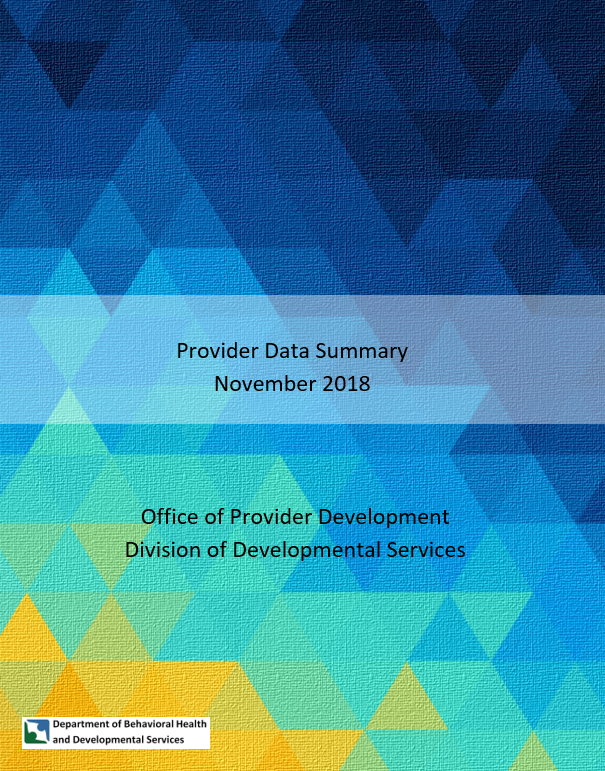 Provider Data Summary
November 2018
Office of Provider Development
Division of Developmental Services
Department of Behavioral Health
and Developmental Services